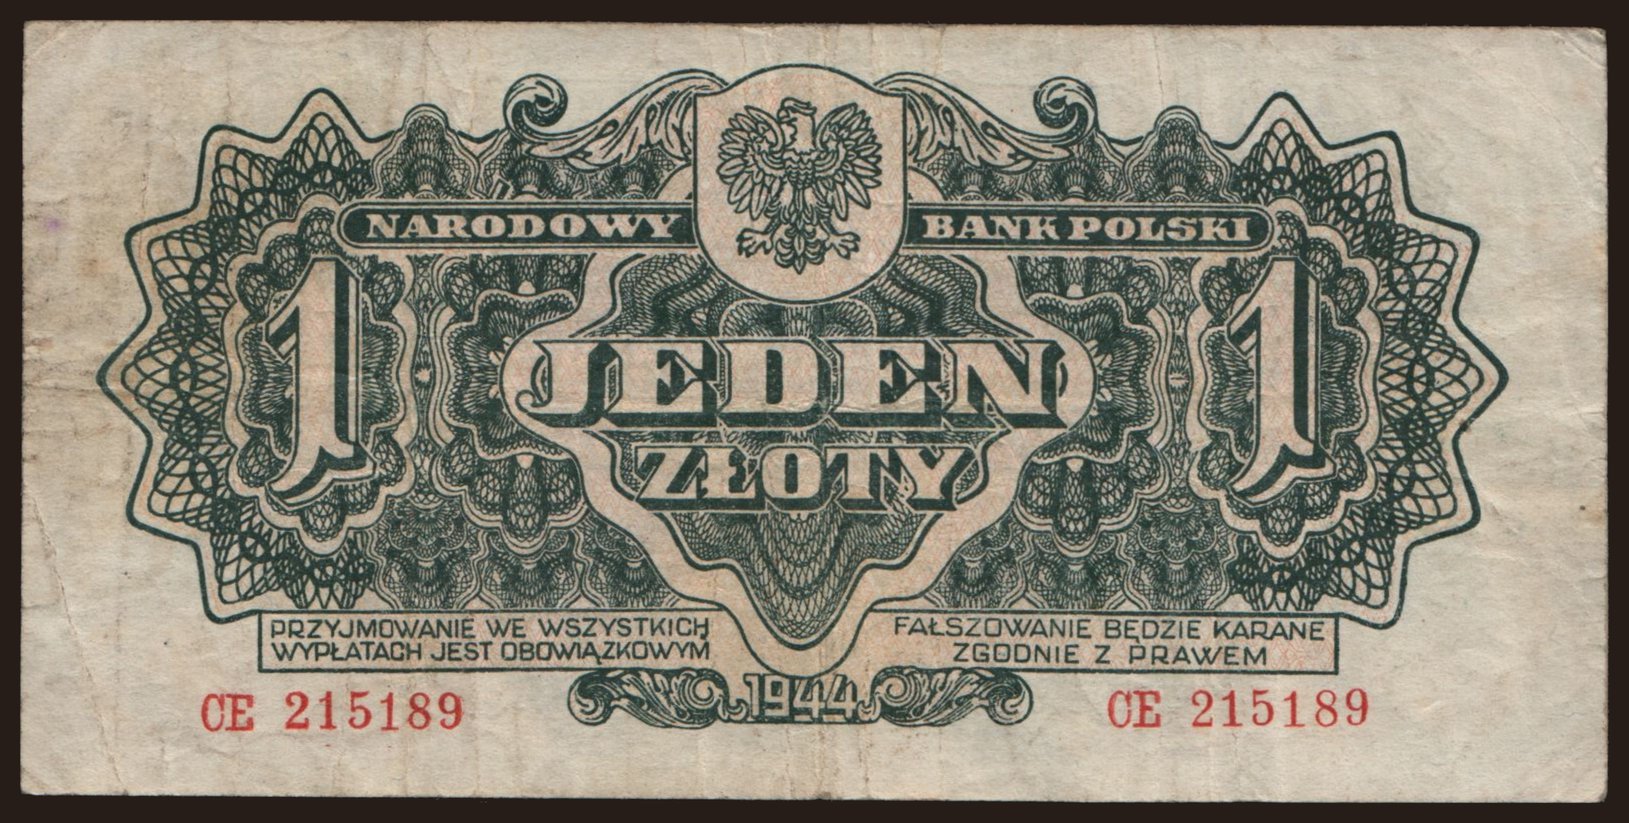 NARODOWY BANK POLSKI
1 1
JEDEN
ZŁOTY
PRZYJMOWANIE WE WSZYSTKICH
WYPŁATACH JEST OBOWIĄZKOWYM
FAŁSZOWANIE BĘDZIE KARANE
ZGODNIE Z PRAWEM
1944
CE 215189
CE 215189